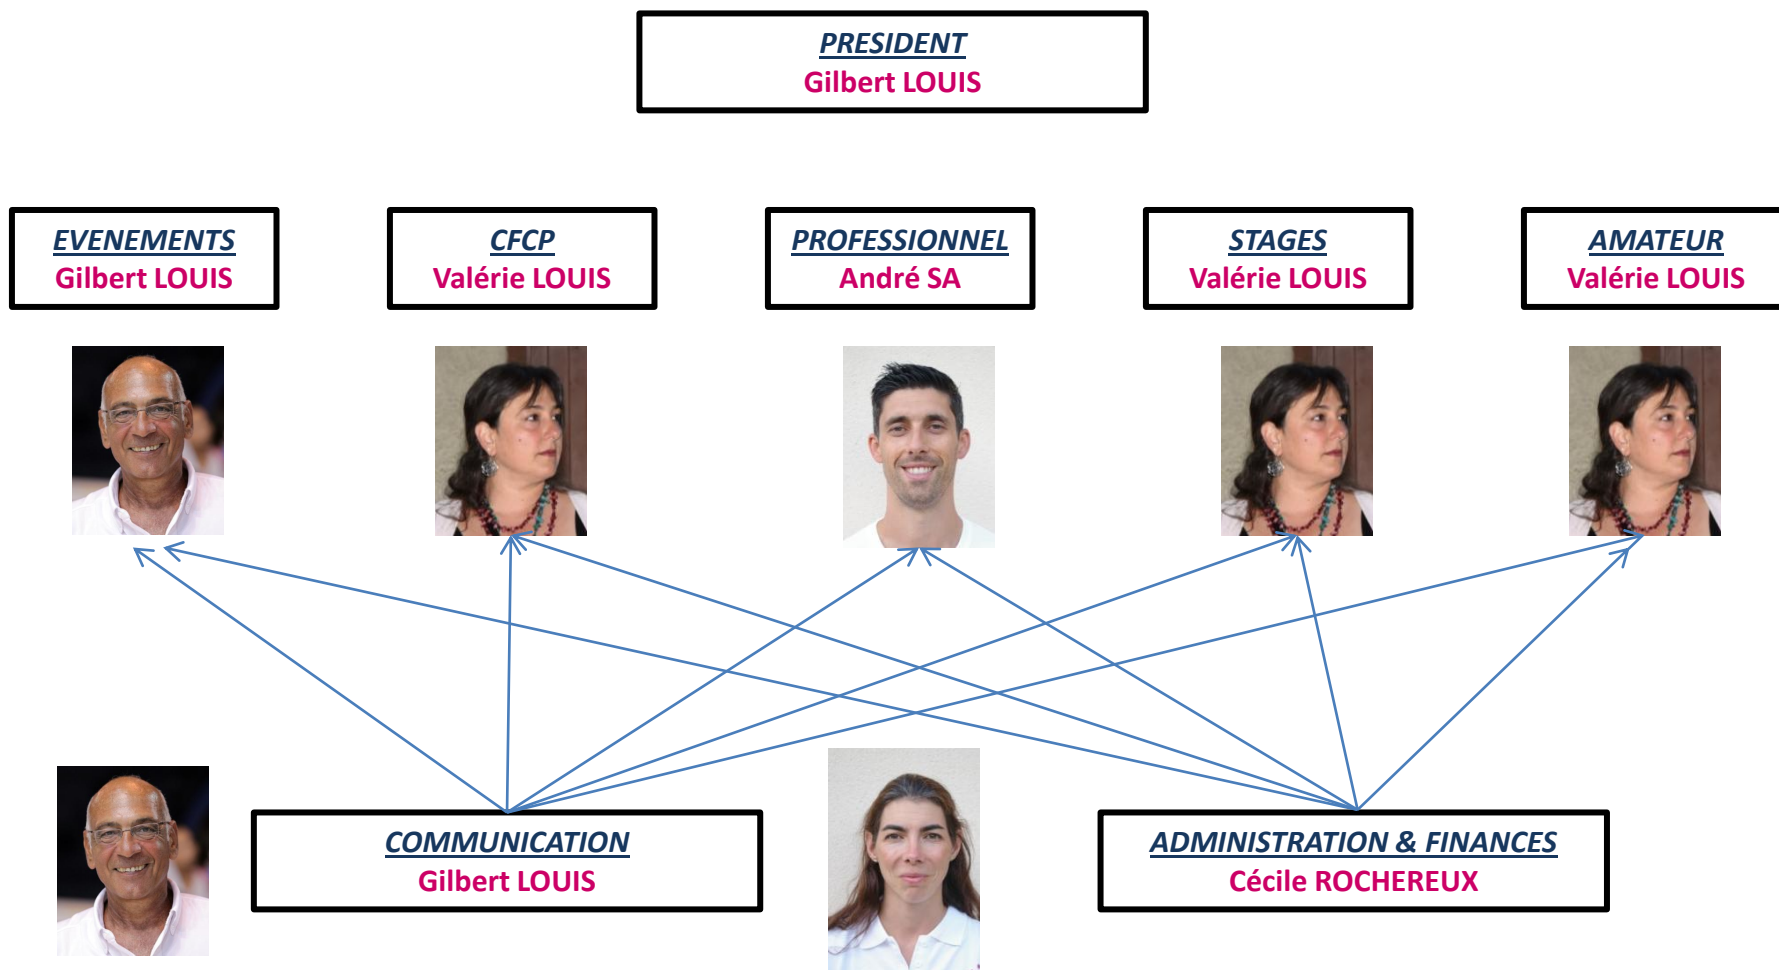 PRESIDENT
Gilbert LOUIS
EVENEMENTS
Gilbert LOUIS
CFCP
Valérie LOUIS
PROFESSIONNEL
André SA
STAGES
Valérie LOUIS
AMATEUR
Valérie LOUIS
COMMUNICATION
Gilbert LOUIS
ADMINISTRATION & FINANCES
Cécile ROCHEREUX